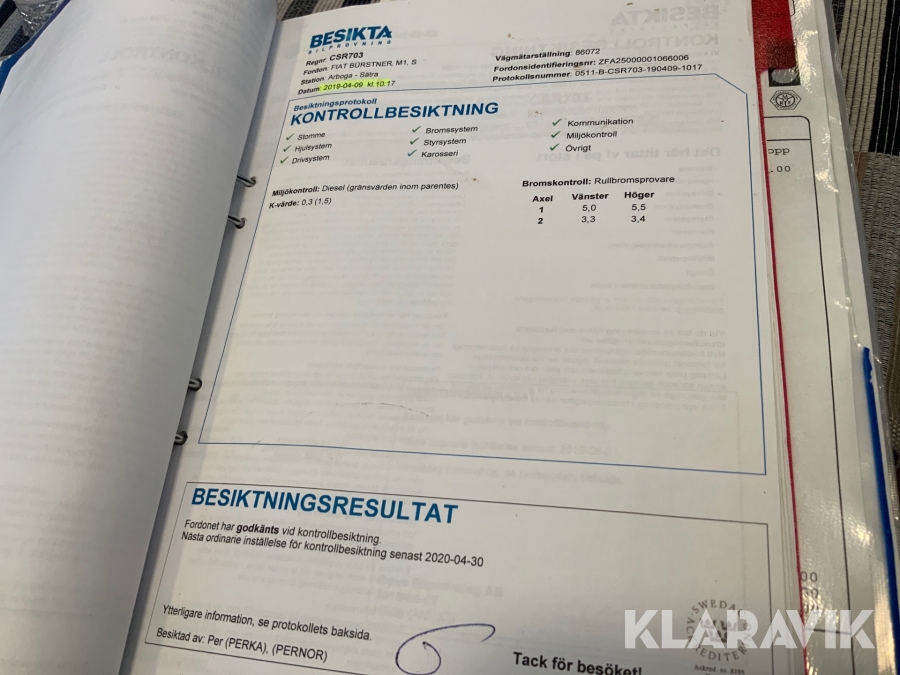 BESIKTA
BILPROVNING
Regnr: CSR703
Fordon: FIAT BÜRSTNER, M1, S
Station: Arboga - Sätra
Datum: 2019-04-09 kl.10:17
Vägmätarställning: 86072
Fordonsidentifieringsnr: ZFA25000001066006
Protokollsnummer: 0511-B-CSR703-190409-1017
Besiktningsprotokoll
KONTROLLBESIKTNING
✓ Stomme ✓ Bromssystem ✓ Kommunikation
✓ Hjulsystem ✓ Styrsystem ✓ Miljökontroll
✓ Drivsystem ✓ Karosseri ✓ Övrigt
Miljökontroll: Diesel (gränsvärden inom parentes)
K-värde: 0,3 (1,5)
Bromskontroll: Rullbromsprovare
Axel Vänster Höger
1 5,0 5,5
2 3,3 3,4
BESIKTNINGSRESULTAT
Fordonet har godkänts vid kontrollbesiktning.
Nästa ordinarie inställelse för kontrollbesiktning senast 2020-04-30
Ytterligare information, se protokollets baksida.
Besiktad av: Per (PERKA), (PERNOR)
Tack för besöket!
KLARAVIK